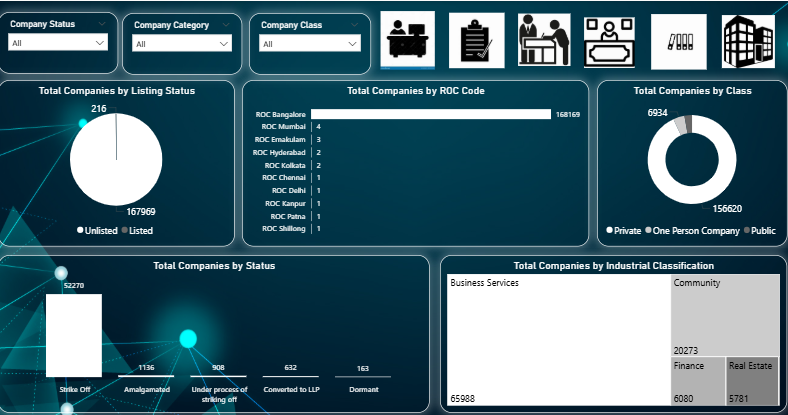 Company Status
All
Company Category
All
Company Class
All
Total Companies by Listing Status
216
167969
Unlisted Listed
Total Companies by ROC Code
ROC Bangalore 168169
ROC Mumbai 4
ROC Ernakulam 3
ROC Hyderabad 2
ROC Kolkata 2
ROC Chennai 1
ROC Delhi 1
ROC Kanpur 1
ROC Patna 1
ROC Shillong 1
Total Companies by Class
6934
156620
Private One Person Company Public
Total Companies by Status
52270
1136
908
632
163
Strike Off
Amalgamated
Under process of
striking off
Converted to LLP
Dormant
Total Companies by Industrial Classification
Business Services
65988
Community
20273
Finance
6080
Real Estate
5781